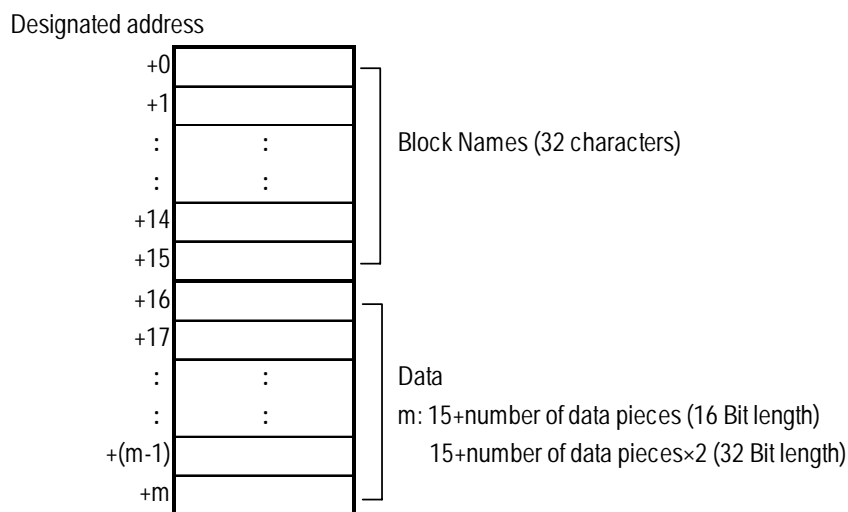 Designated address
+0
+1
: :
Block Names (32 characters)
: :
+14
+15
+16
+17
: : Data
: : m: 15+number of data pieces (16 Bit length)
+(m-1) 15+number of data pieces×2 (32 Bit length)
+m